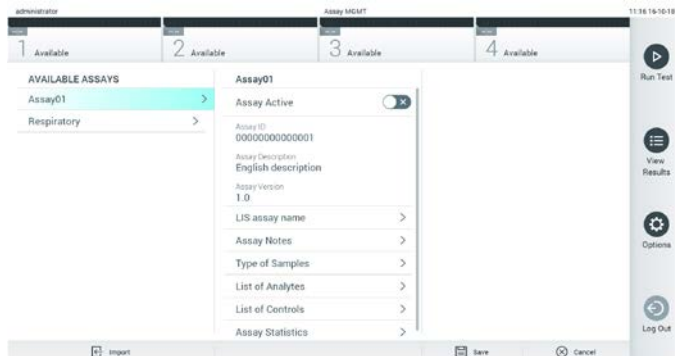 administrator Assay MGMT 11:16 16-10-18
1 Available 2 Available 3 Available 4 Available
Run Test
AVAILABLE ASSAYS
Assay01
Respiratory
Assay01
Assay Active
Assay ID
00000000000001
Assay Description
English description
Assay Version
1.0
LIS assay name
Assay Notes
Type of Samples
List of Analytes
List of Controls
Assay Statistics
View
Results
Options
Log Out
Import Save Cancel